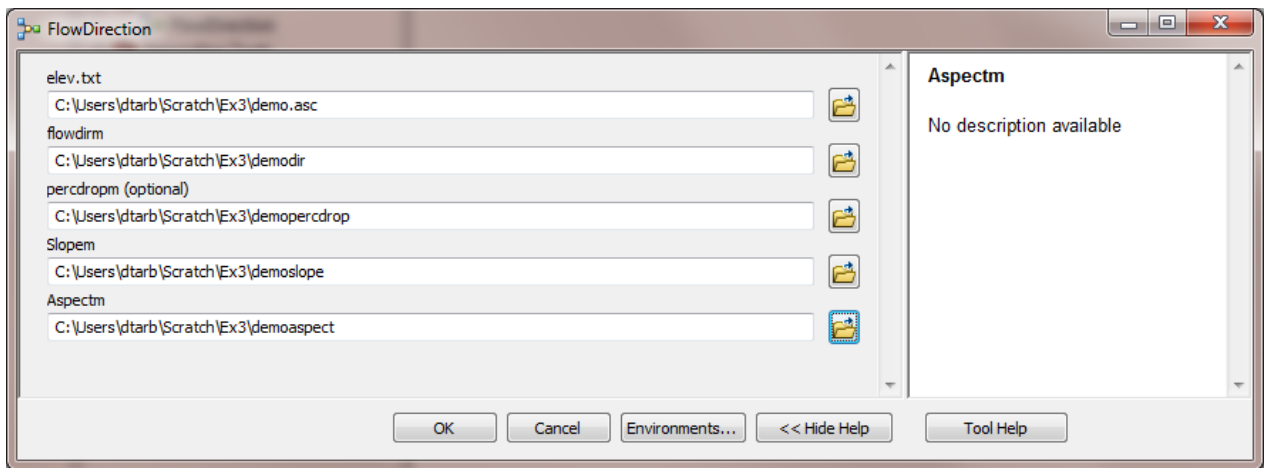 FlowDirection
elev.txt
C:\Users\dtarb\Scratch\Ex3\demo.asc
flowdirm
C:\Users\dtarb\Scratch\Ex3\demodir
percdropm (optional)
C:\Users\dtarb\Scratch\Ex3\demopercdrop
Slopem
C:\Users\dtarb\Scratch\Ex3\demoslope
Aspectm
C:\Users\dtarb\Scratch\Ex3\demoaspect
OK Cancel Environments... << Hide Help
Aspectm
No description available
Tool Help